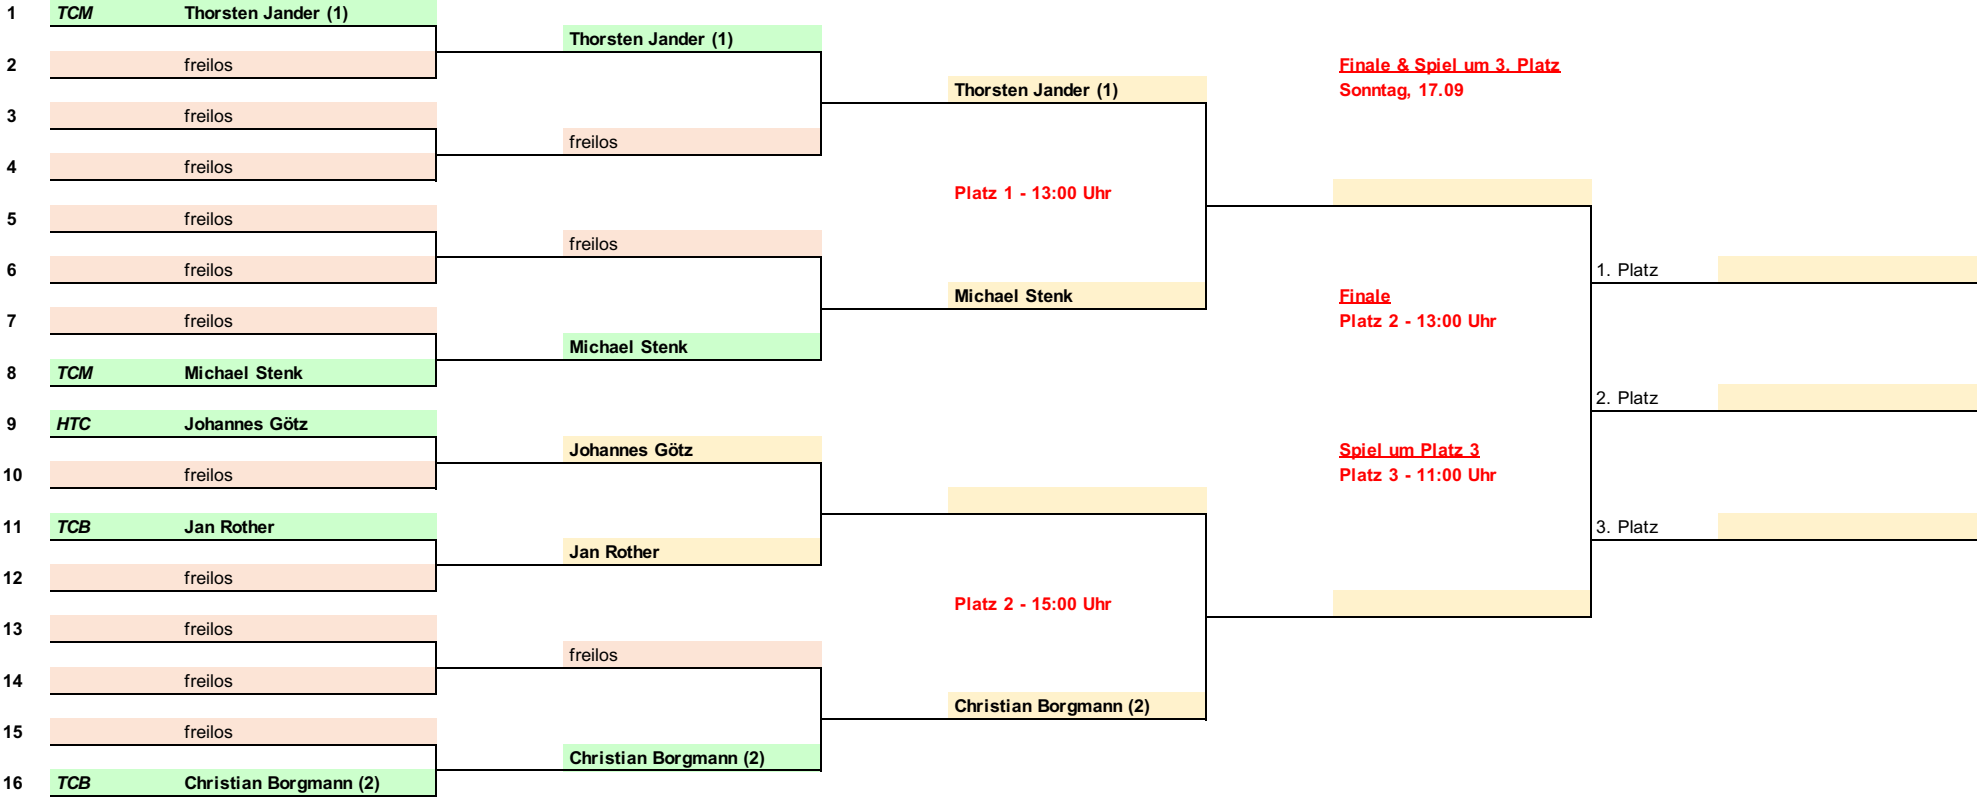 1 TCM Thorsten Jander (1)
Thorsten Jander (1)
2 freilos
Finale & Spiel um 3. Platz
Thorsten Jander (1)
Sonntag, 17.09
3 freilos
freilos
4 freilos
Platz 1 - 13:00 Uhr
5 freilos
freilos
6 freilos
1. Platz
Michael Stenk
Finale
7 freilos
Platz 2 - 13:00 Uhr
Michael Stenk
8 TCM Michael Stenk
2. Platz
9 HTC Johannes Götz
Johannes Götz
Spiel um Platz 3
10 freilos
Platz 3 - 11:00 Uhr
11 TCB Jan Rother
3. Platz
Jan Rother
12 freilos
Platz 2 - 15:00 Uhr
13 freilos
freilos
14 freilos
Christian Borgmann (2)
15 freilos
Christian Borgmann (2)
16 TCB Christian Borgmann (2)